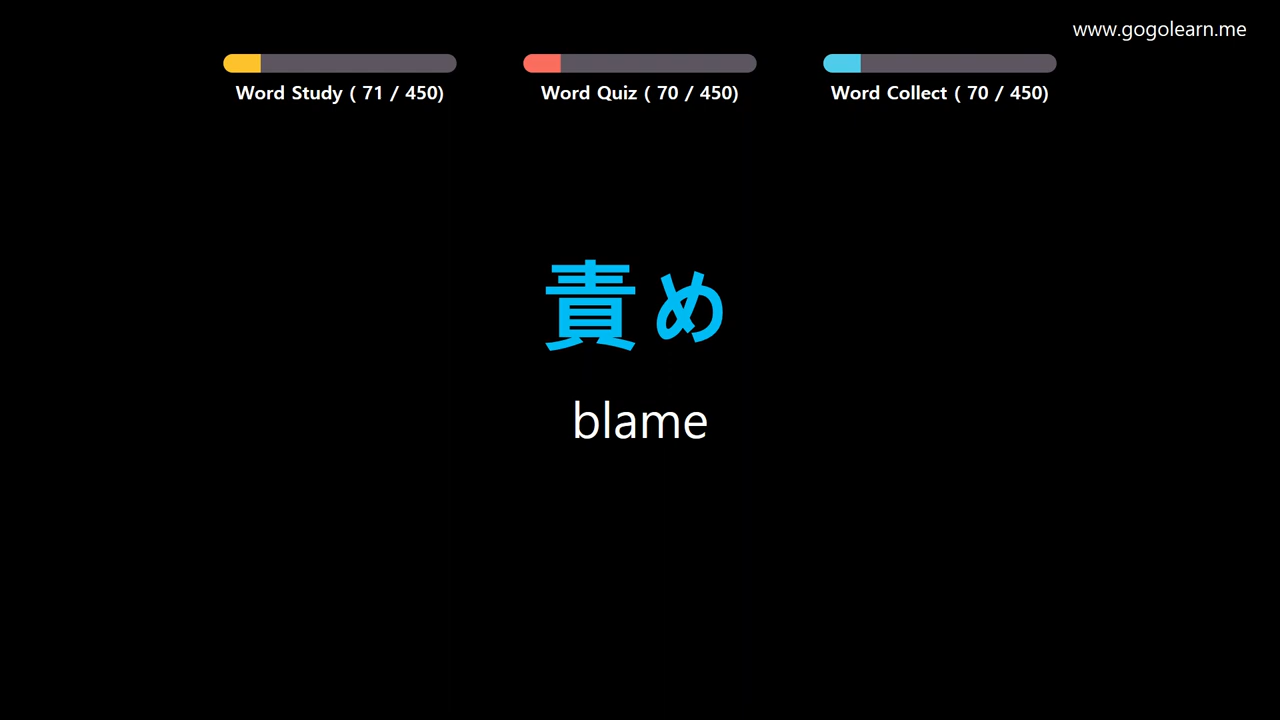 www.gogolearn.me
Word Study ( 71 / 450)
Word Quiz ( 70 / 450)
Word Collect ( 70 / 450)
責め
blame